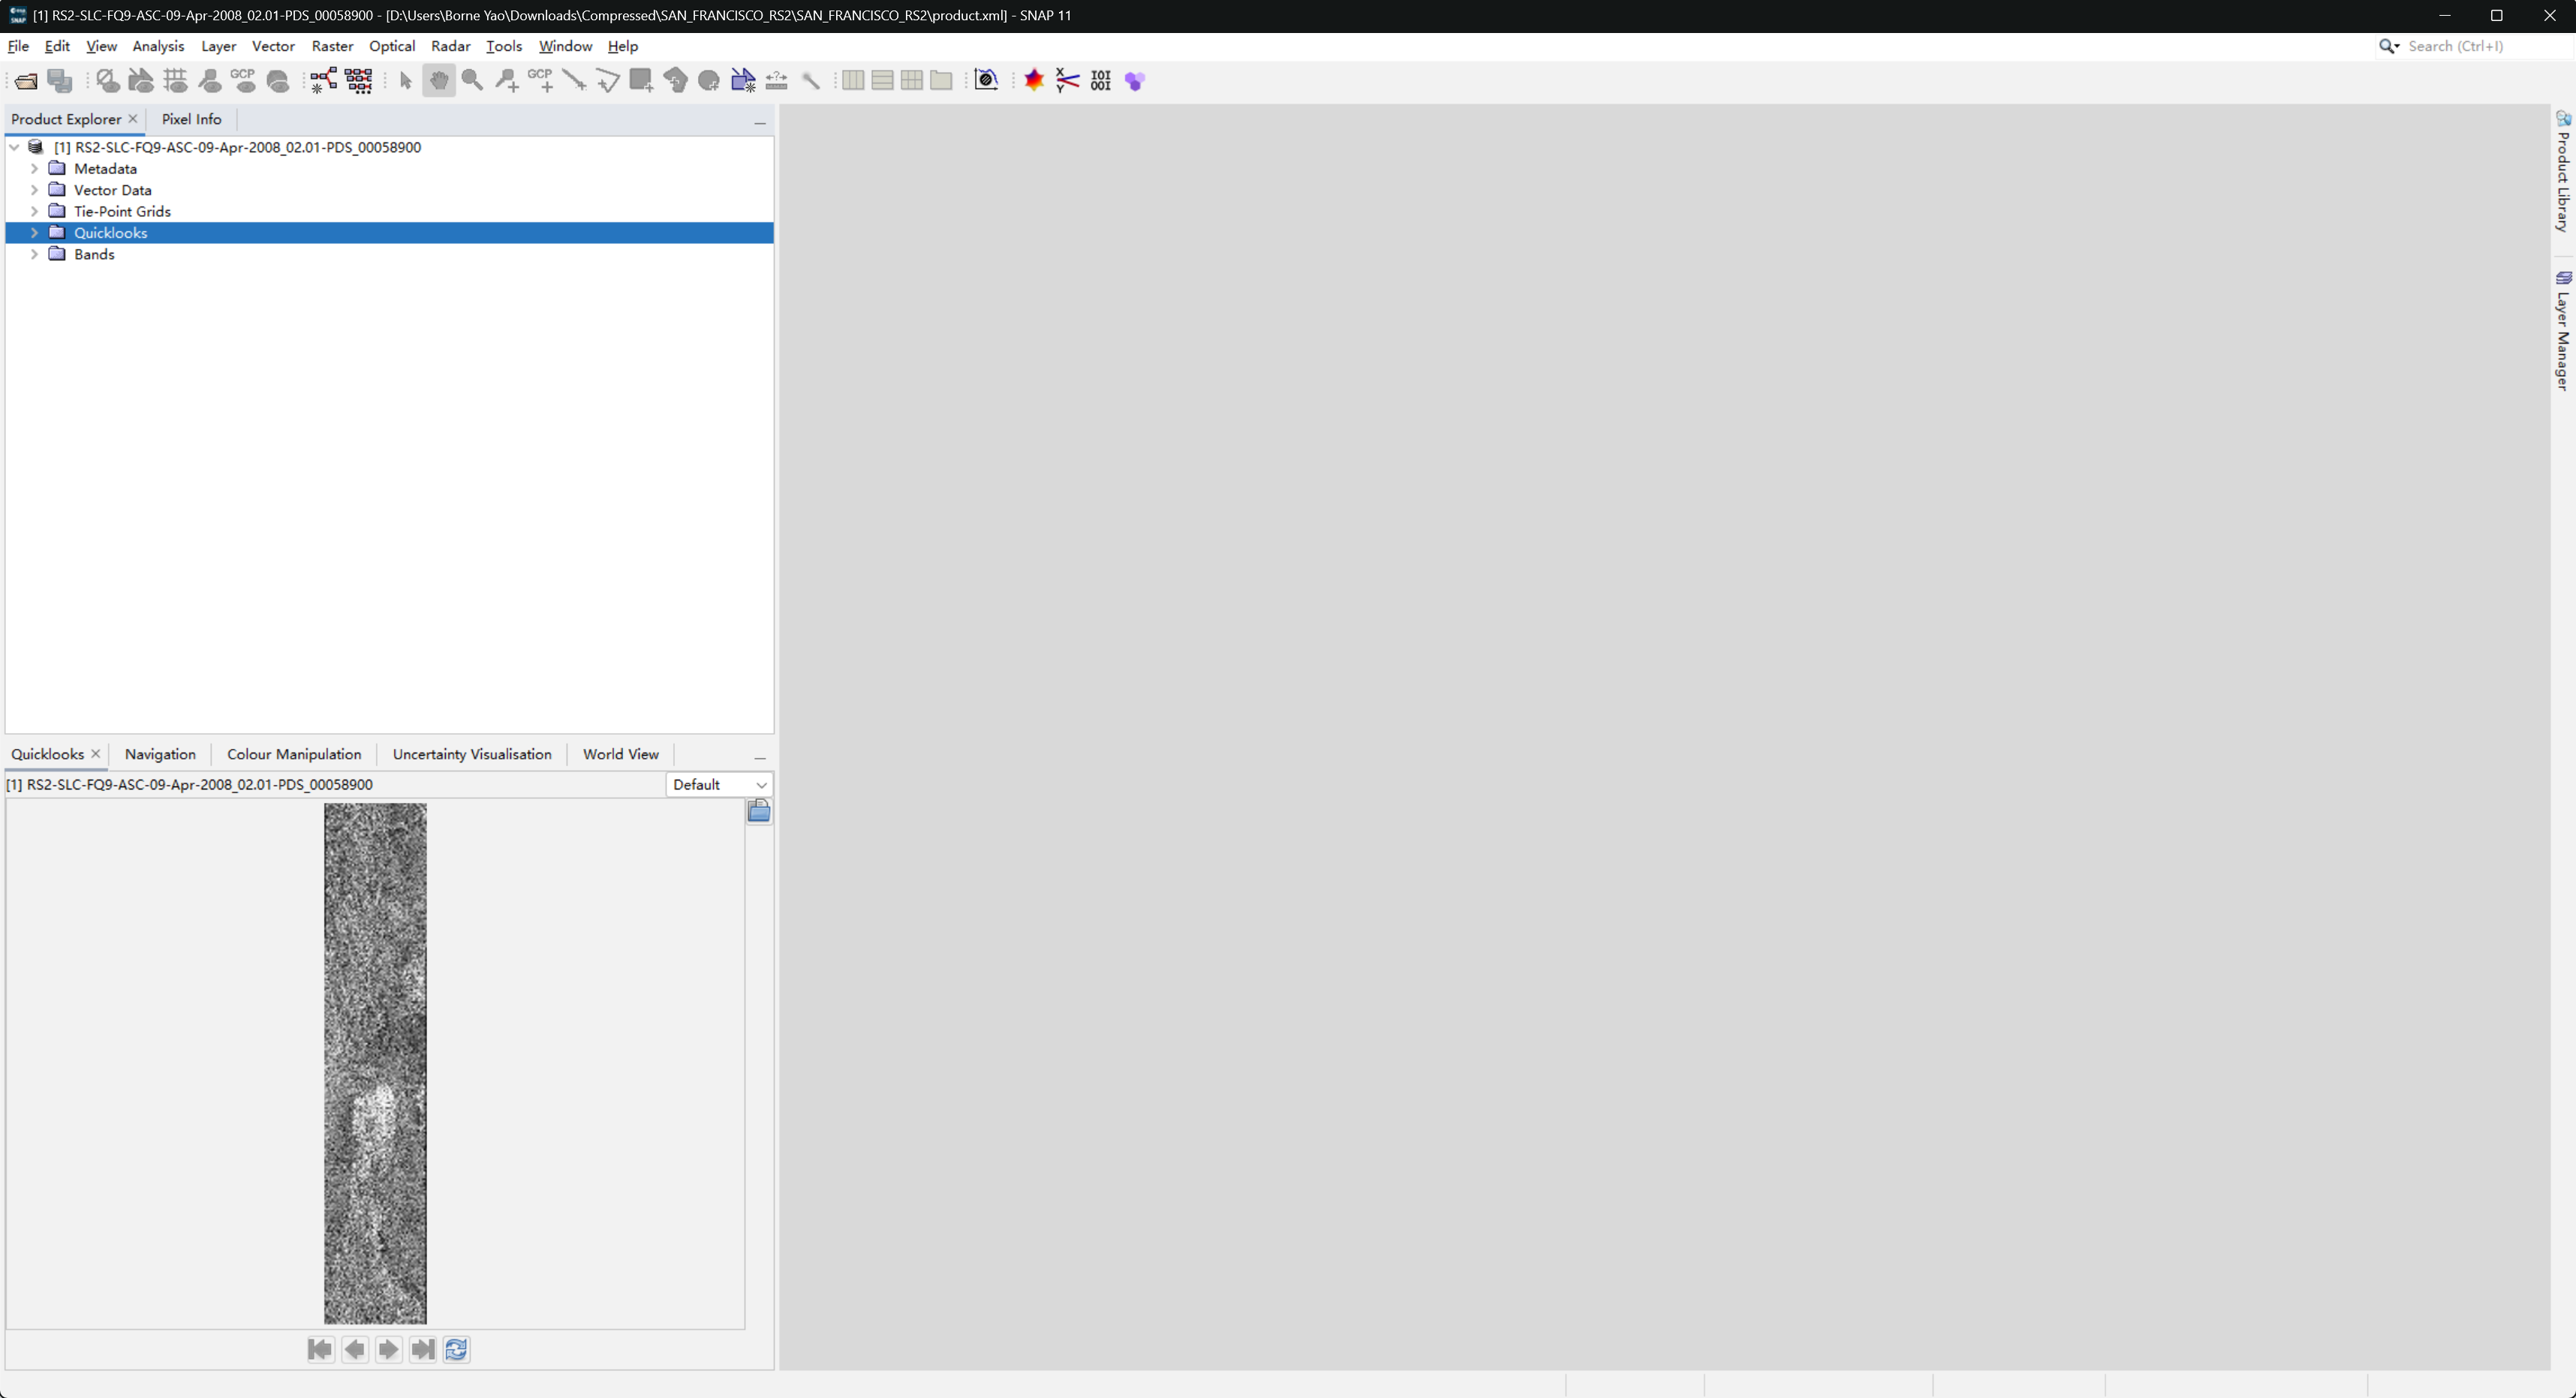 [1] RS2-SLC-FQ9-ASC-09-Apr-2008_02.01-PDS_00058900 - [D:\Users\Borne Yao\Downloads\Compressed\SAN_FRANCISCO_RS2\SAN_FRANCISCO_RS2\product.xml] - SNAP 11
File Edit View Analysis Layer Vector Raster Optical Radar Tools Window Help
Search (Ctrl+I)
GCP GCP
Product Explorer Pixel Info
[1] RS2-SLC-FQ9-ASC-09-Apr-2008_02.01-PDS_00058900
Metadata
Vector Data
Tie-Point Grids
Quicklooks
Bands
Product Library
Layer Manager
Quicklooks Navigation Colour Manipulation Uncertainty Visualisation World View
[1] RS2-SLC-FQ9-ASC-09-Apr-2008_02.01-PDS_00058900 Default